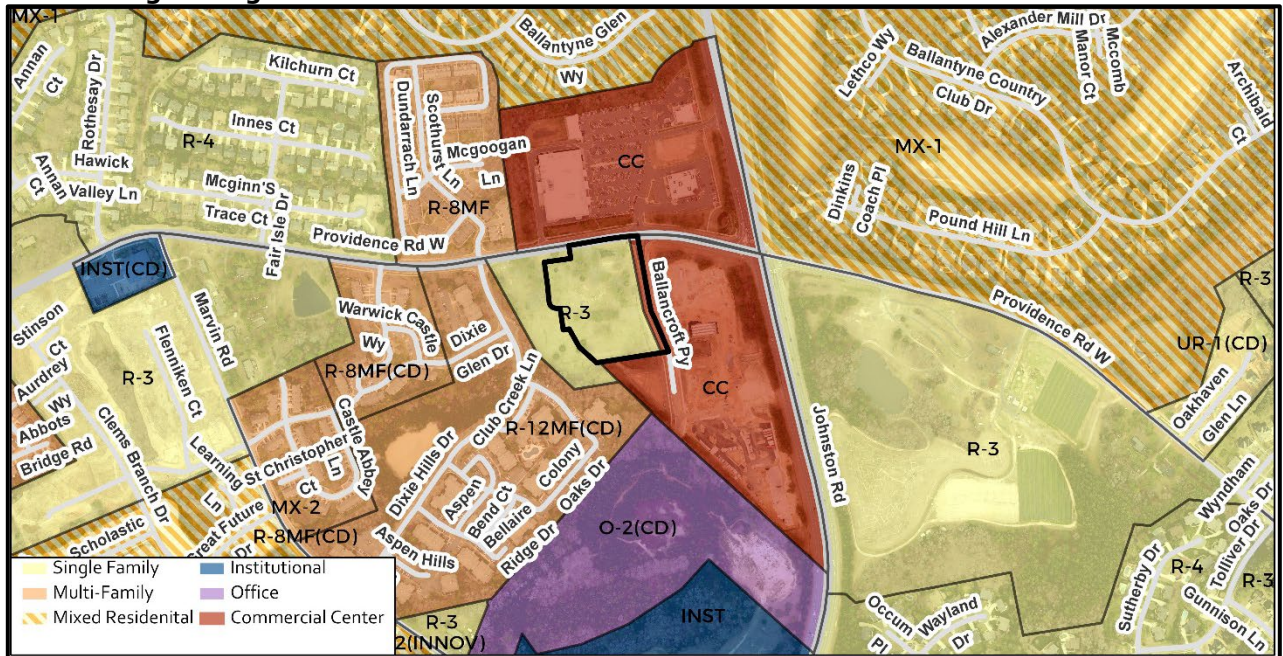 MX-1
Annan
Ct
Rothesay Dr
Kilchurn Ct
Innes Ct
R-4
Hawick
Valley Ln
Annan
Ct
Mcginn'S
Trace Ct
Fair Isle Dr
Dundarrach Ln
Scothurst Ln
Mcgoogan
Ln
R-8MF
Providence Rd W
Ballantyne Glen
Wy
CC
Lethco Wy
Ballantyne Country
Club Dr
Alexander Mill Dr
Manor Ct
Mccomb
Archibald
Ct
MX-1
Dinkins
Coach Pl
Pound Hill Ln
INST(CD)
Marvin Rd
Stinson
Ct
Aurdrey
Wy
Abbots
Bridge Rd
R-3
Flenniken Ct
Clems Branch Dr
Learning
Ln
Warwick Castle
Wy
R-8MF(CD)
Dixie
Glen Dr
Castle Abbey
Ln
St Christopher
Ct
MX-2
R-8MF(CD)
Scholastic
Great Future
Dr
R-3
Ballancroft Py
CC
Club Creek Ln
R-12MF(CD)
Dixie Hills Dr
Aspen
Bend Ct
Colony
Bellaire
Oaks Dr
Ridge Dr
Aspen Hills
O-2(CD)
INST
Johnston Rd
R-3
Providence Rd W
R-3
UR-1(CD)
Oakhaven
Glen Ln
Wyndham
Oaks Dr
Tolliver Dr
Sutherby Dr
R-4
R-3
Gunnison Ln
Occum
Pl
Wayland
Dr
R-3
2(INNOV)
Single Family
Institutional
Multi-Family
Office
Mixed Residenital
Commercial Center